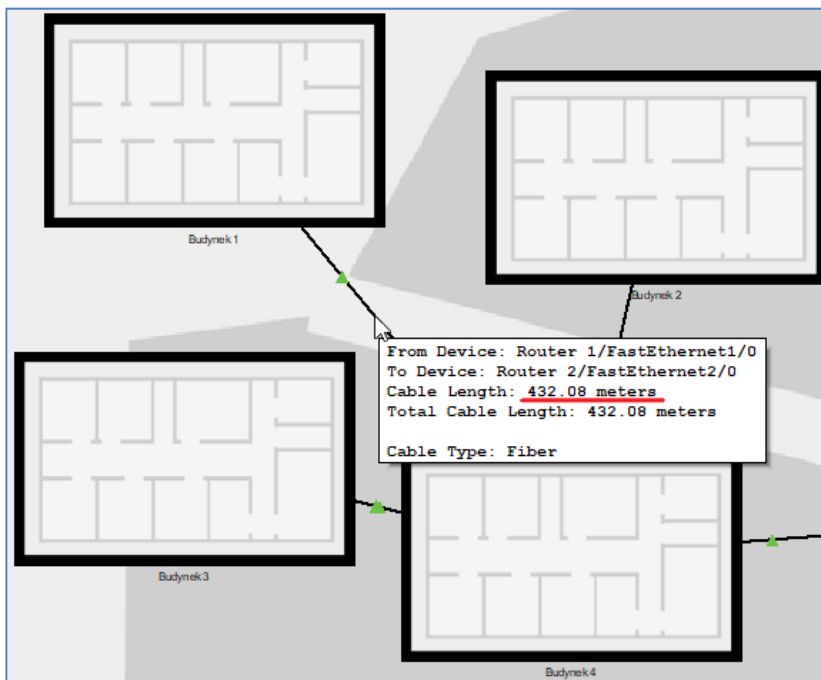 Budynek 1
Budynek 2
From Device: Router 1/FastEthernet1/0
To Device: Router 2/FastEthernet2/0
Cable Length: 432.08 meters
Total Cable Length: 432.08 meters
Cable Type: Fiber
Budynek 3
Budynek 4